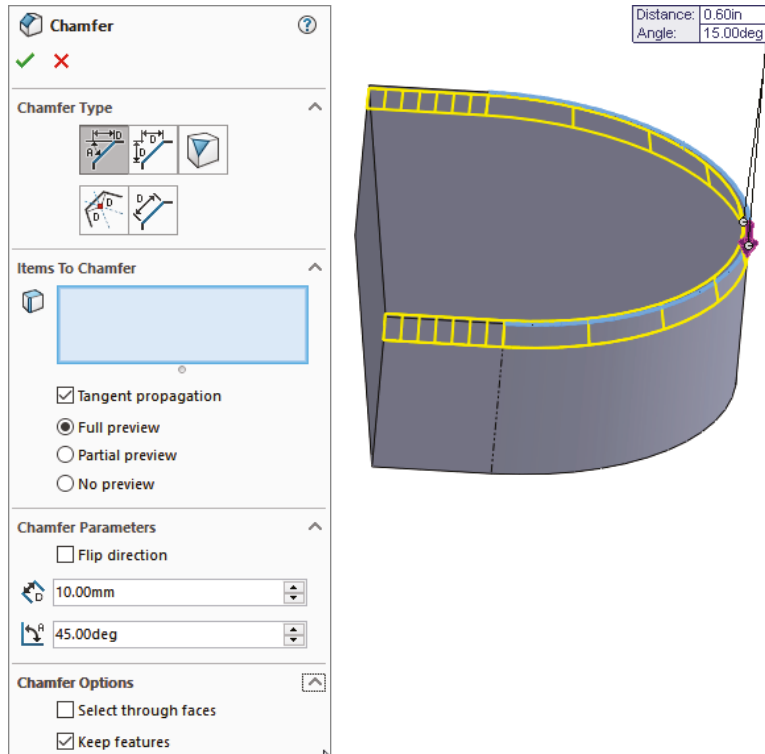 Chamfer
Distance: 0.60in
Angle: 15.00deg
Chamfer Type
Items To Chamfer
Tangent propagation
Full preview
Partial preview
No preview
Chamfer Parameters
Flip direction
10.00mm
45.00deg
Chamfer Options
Select through faces
Keep features